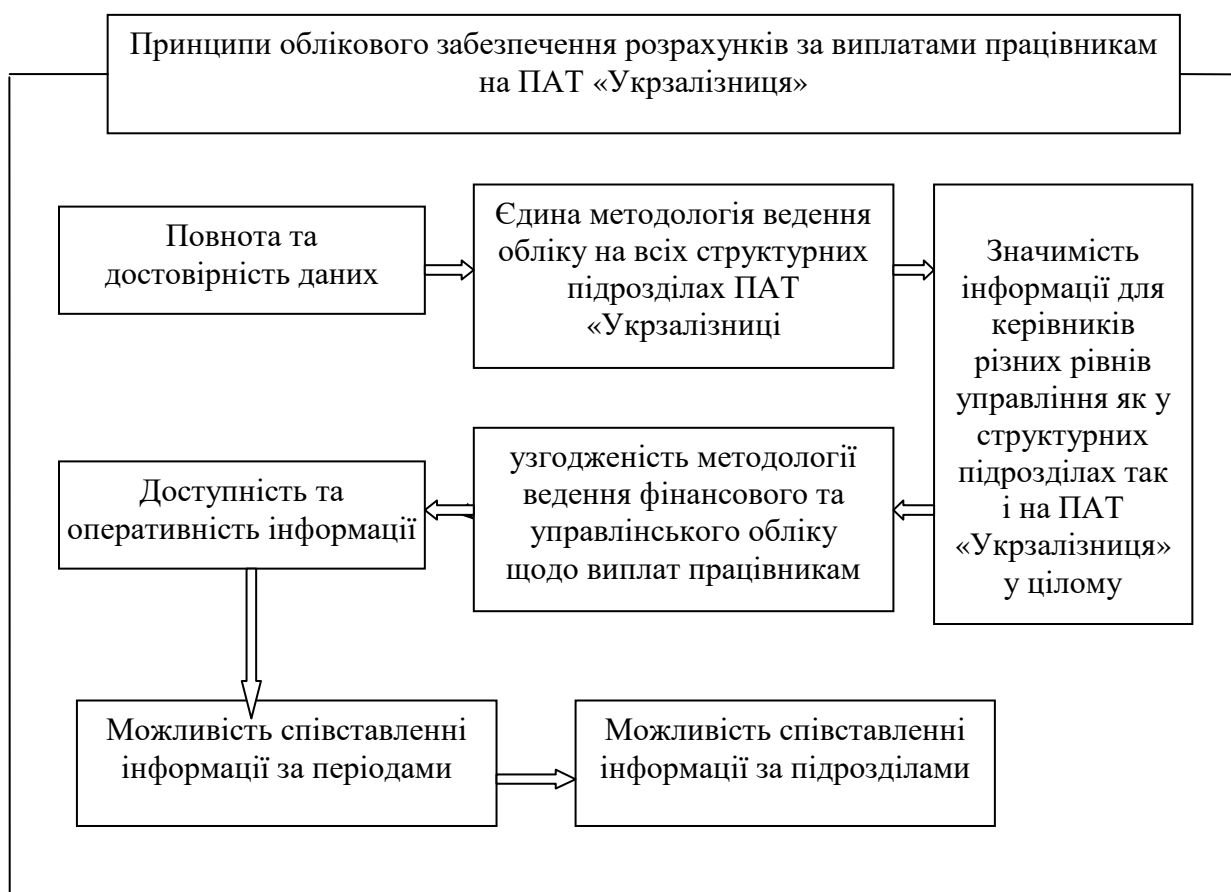 Принципи облікового забезпечення розрахунків за виплатами працівникам
на ПАТ «Укрзалізниця»
Повнота та
достовірність даних
Єдина методологія ведення
обліку на всіх структурних
підрозділах ПАТ
«Укрзалізниці
Значимість
інформації для
керівників
різних рівнів
управління як у
структурних
підрозділах так
і на ПАТ
«Укрзалізниця»
у цілому
узгодженість методології
ведення фінансового та
управлінського обліку
щодо виплат працівникам
Доступність та
оперативність інформації
Можливість співставленні
інформації за періодами
Можливість співставленні
інформації за підрозділами